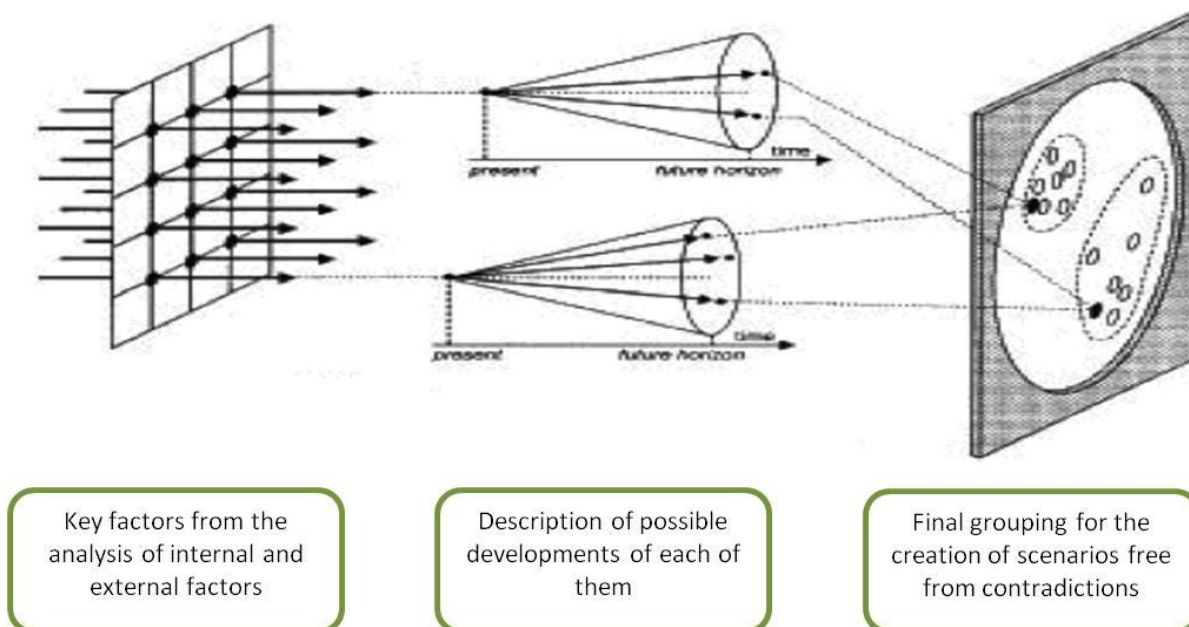 time
present
future horizon
time
present
future horizon
Key factors from the
analysis of internal and
external factors
Description of possible
developments of each of
them
Final grouping for the
creation of scenarios free
from contradictions